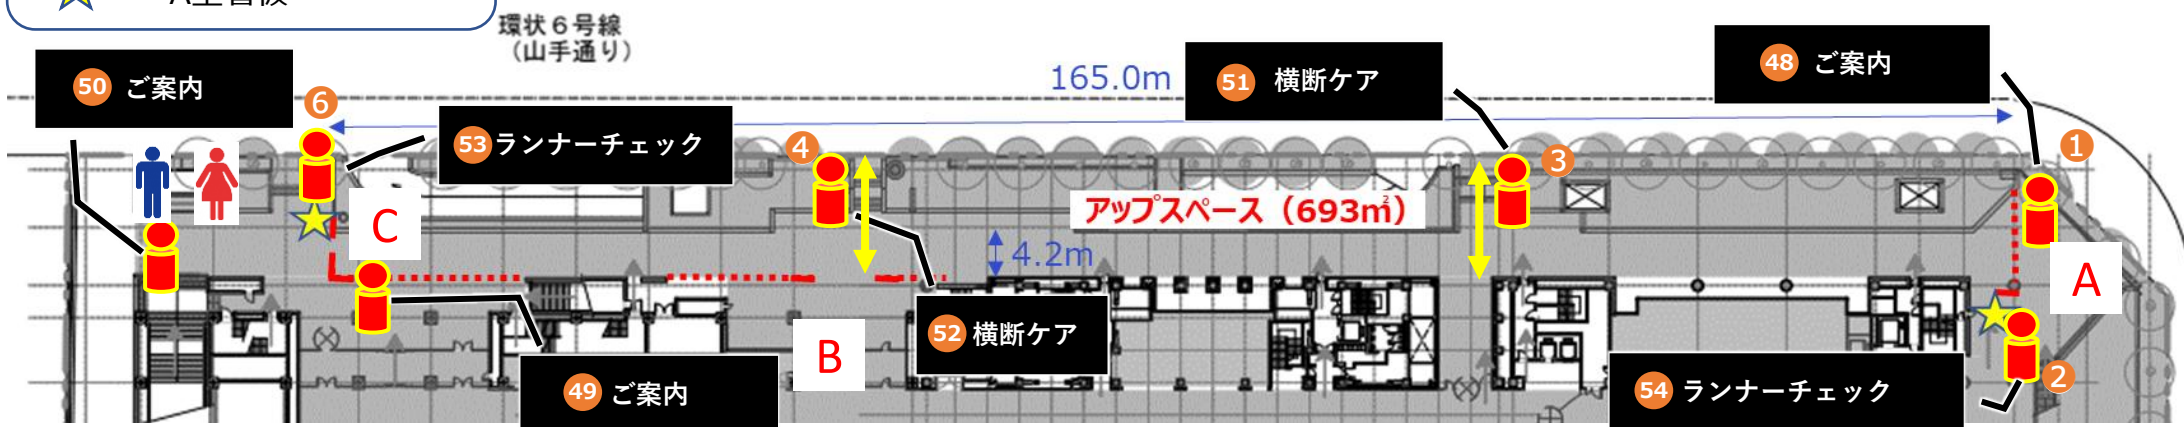 A型看板
環状６号線
（山手通り）
50 ご案内
6
53 ランナーチェック
4
165.0m
51 横断ケア
3
48 ご案内
1
C
アップスペース（693㎡）
4.2m
A
49 ご案内
B
52 横断ケア
54 ランナーチェック
2